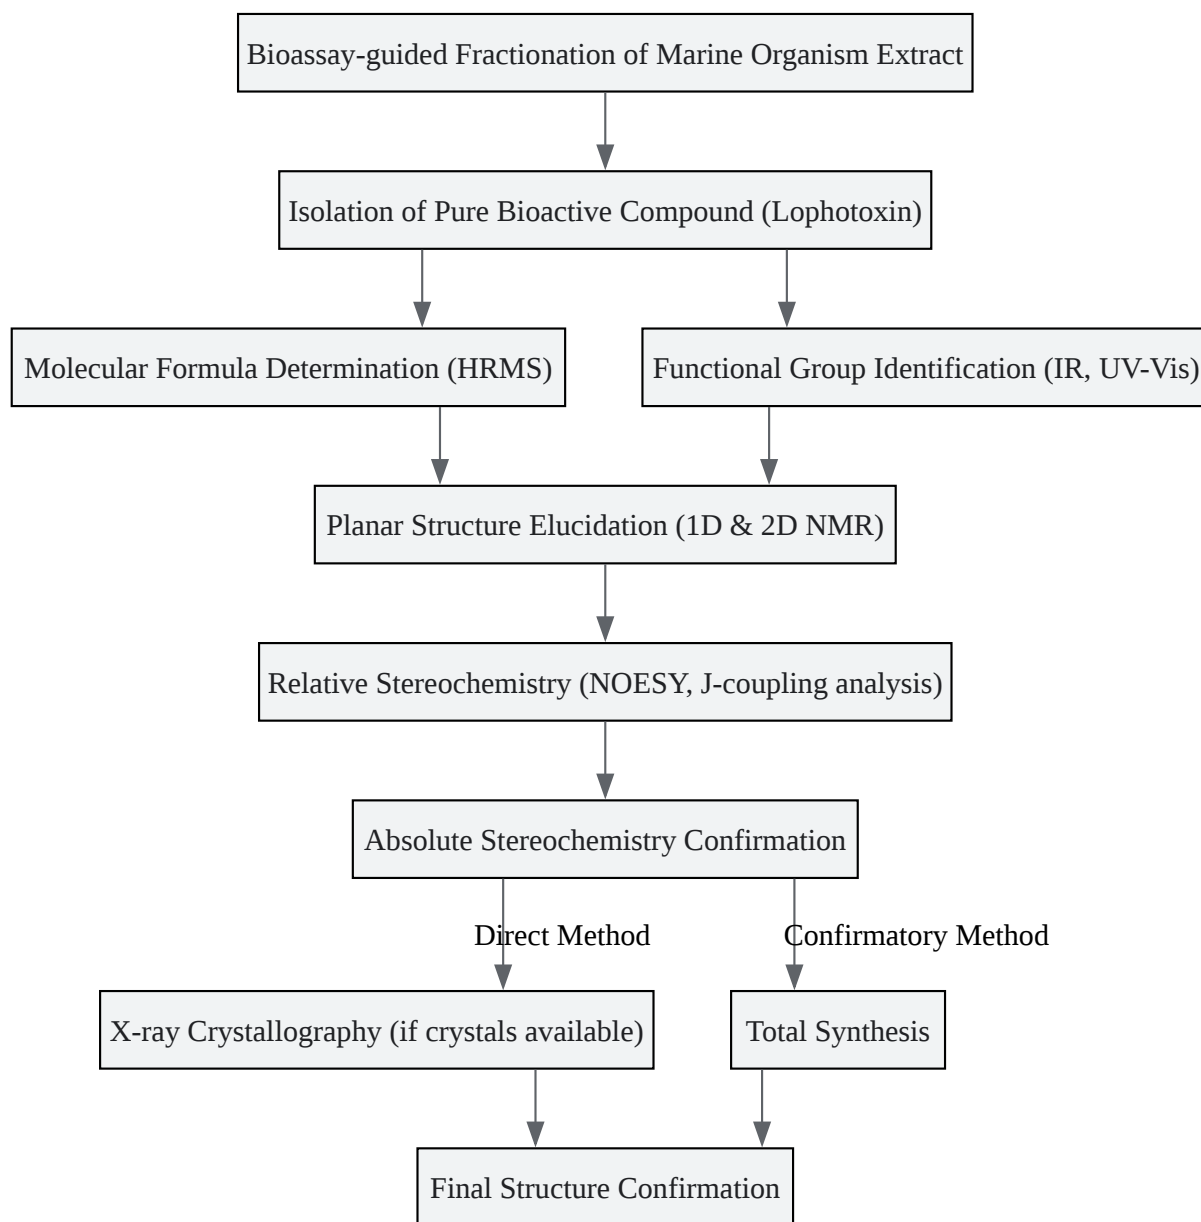 Bioassay-guided Fractionation of Marine Organism Extract
Isolation of Pure Bioactive Compound (Lophotoxin)
Molecular Formula Determination (HRMS)
Functional Group Identification (IR, UV-Vis)
Planar Structure Elucidation (1D & 2D NMR)
Relative Stereochemistry (NOESY, J-coupling analysis)
Absolute Stereochemistry Confirmation
Direct Method
Confirmatory Method
X-ray Crystallography (if crystals available)
Total Synthesis
Final Structure Confirmation